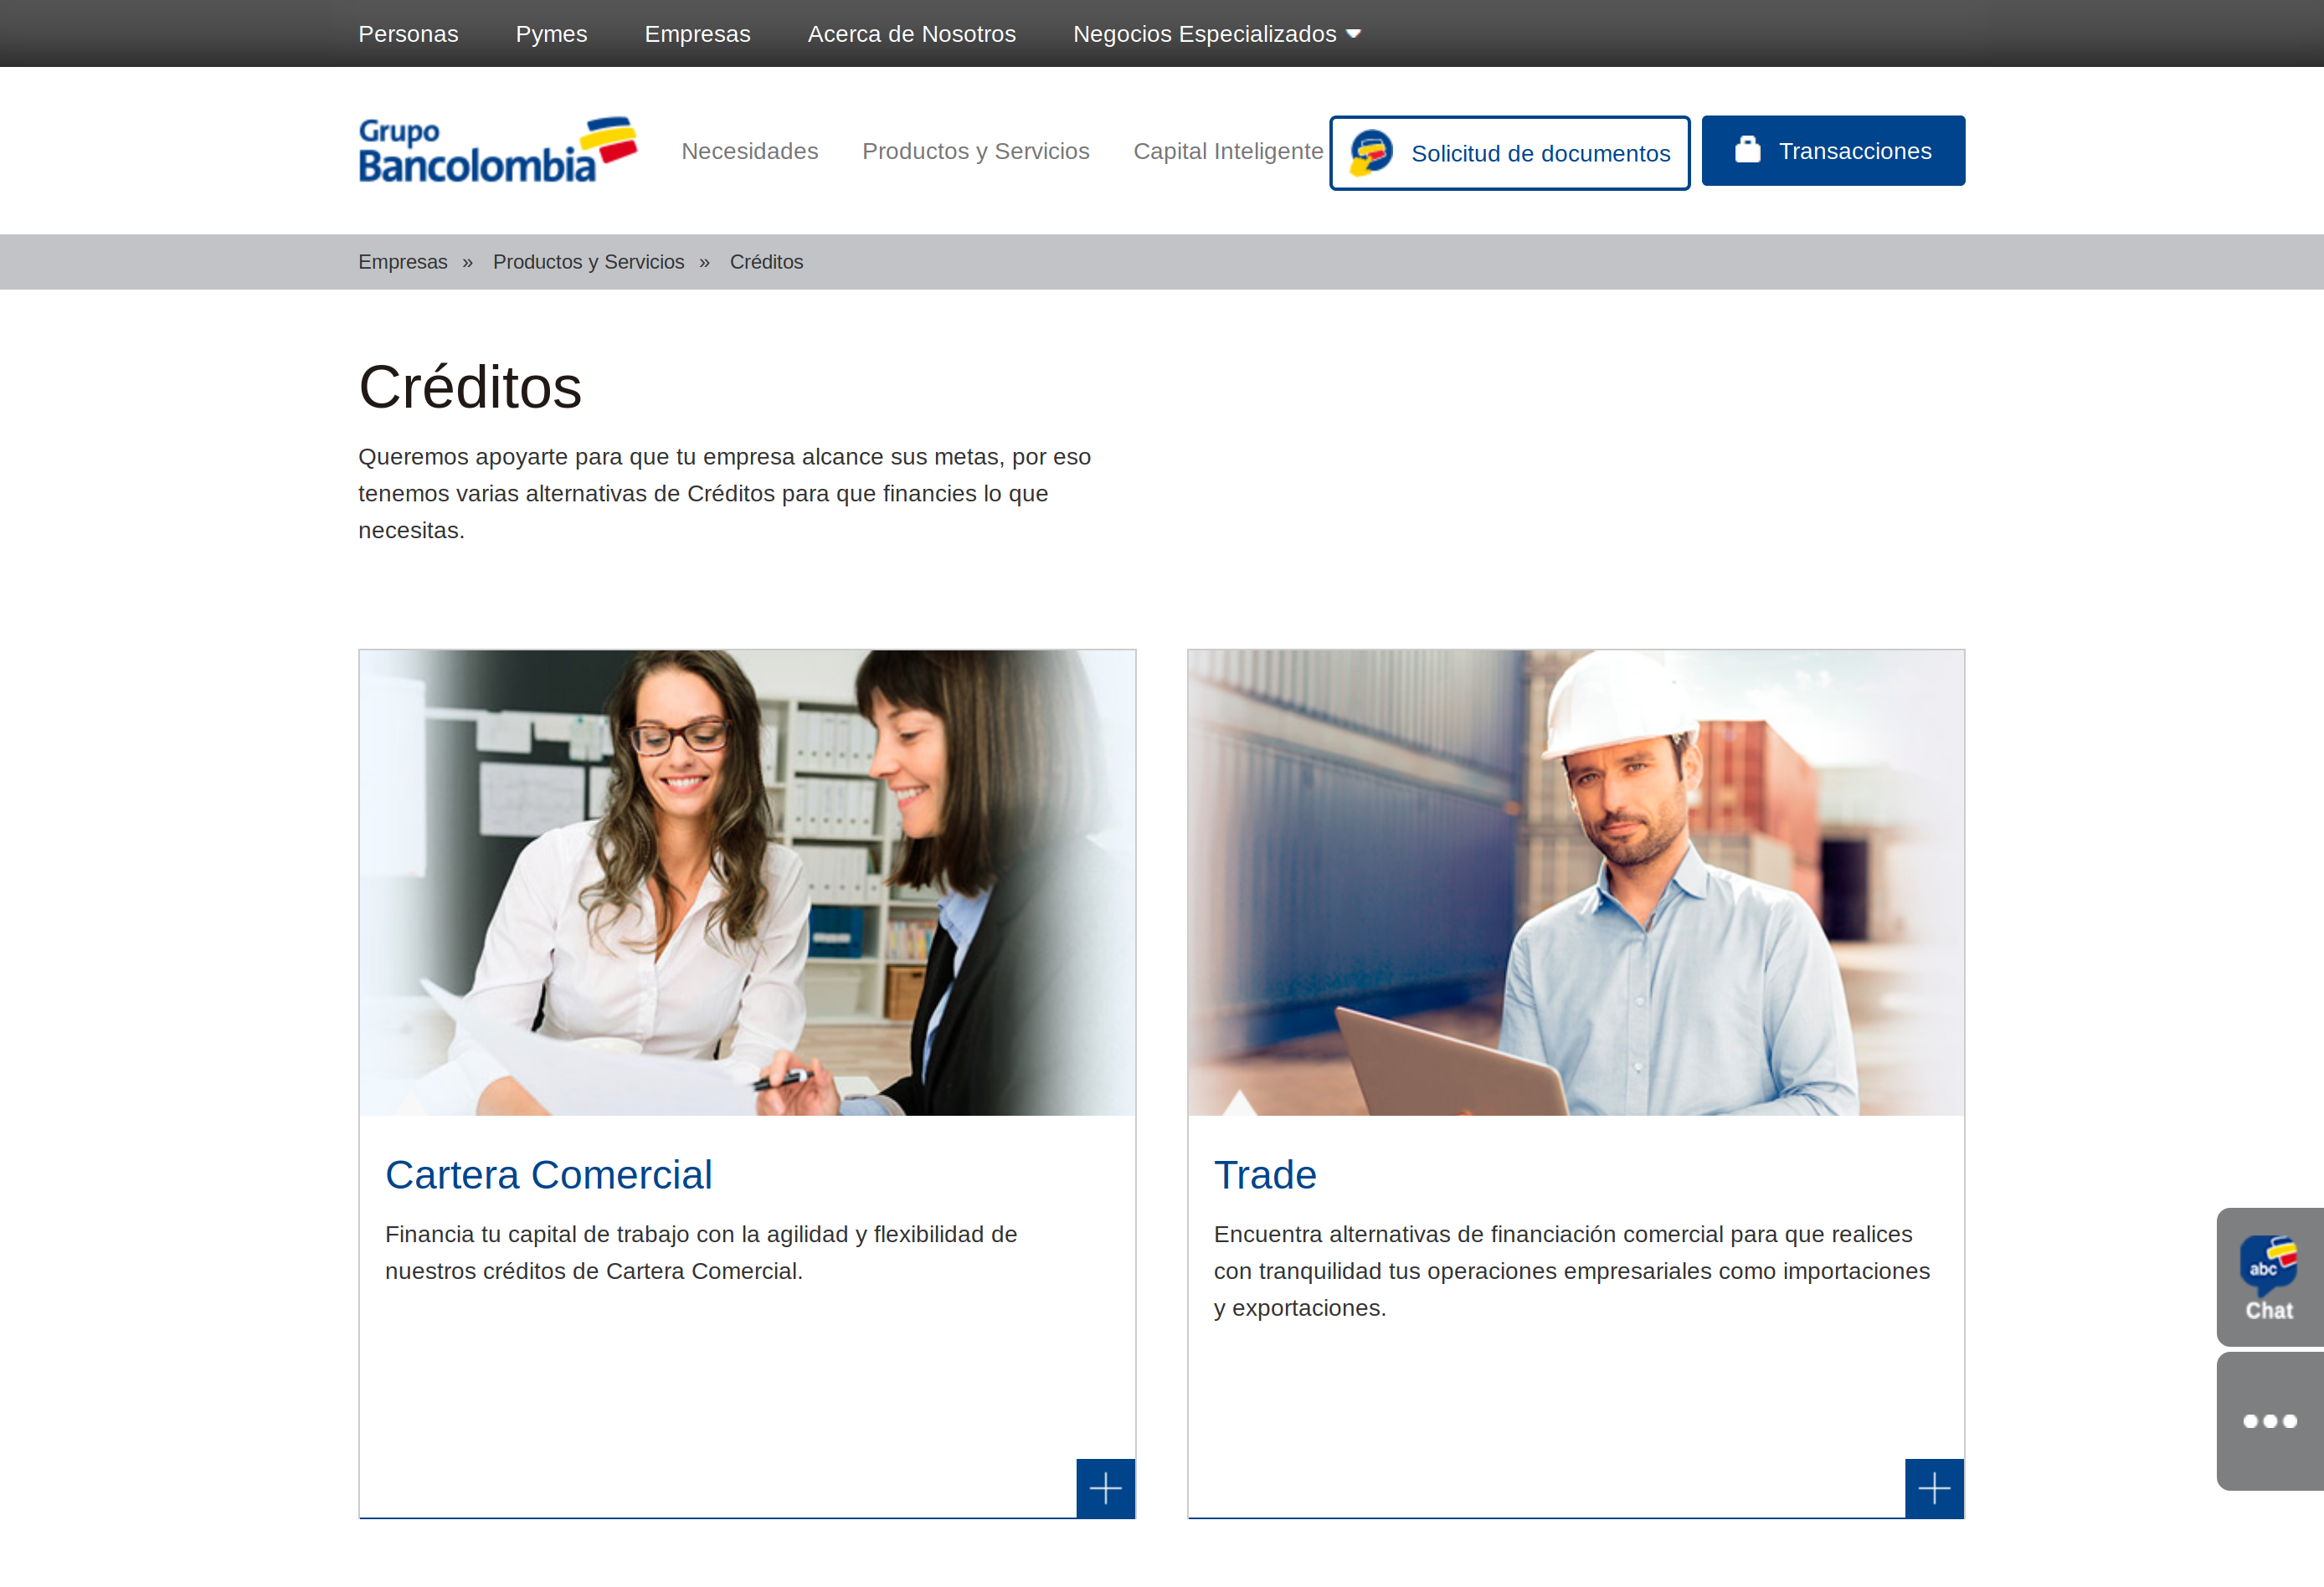 Personas Pymes Empresas Acerca de Nosotros Negocios Especializados
Grupo
Bancolombia
Necesidades Productos y Servicios Capital Inteligente Solicitud de documentos Transacciones
Empresas » Productos y Servicios » Créditos
Créditos
Queremos apoyarte para que tu empresa alcance sus metas, por eso
tenemos varias alternativas de Créditos para que financies lo que
necesitas.
Cartera Comercial
Financia tu capital de trabajo con la agilidad y flexibilidad de
nuestros créditos de Cartera Comercial.
Trade
Encuentra alternativas de financiación comercial para que realices
con tranquilidad tus operaciones empresariales como importaciones
y exportaciones.
abc
Chat